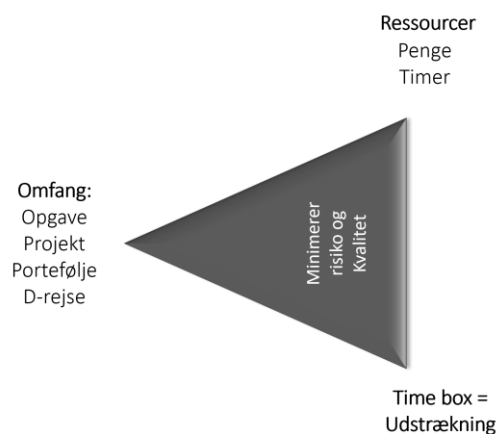 Ressourcer
Penge
Timer
Omfang:
Opgave
Projekt
Portefølje
D-rejse
Minimerer
risiko og
Kvalitet
Time box =
Udstrækning